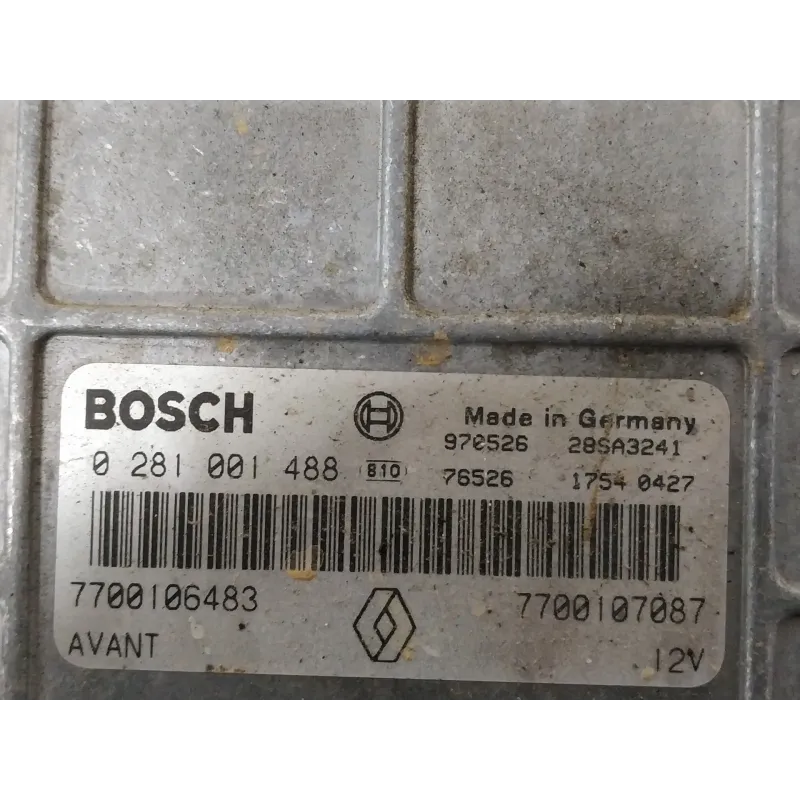 BOSCH Made in Germany
970526 28SA3241
0 281 001 488 810 76526 1754 0427
7700106483 7700107087
AVANT 12V